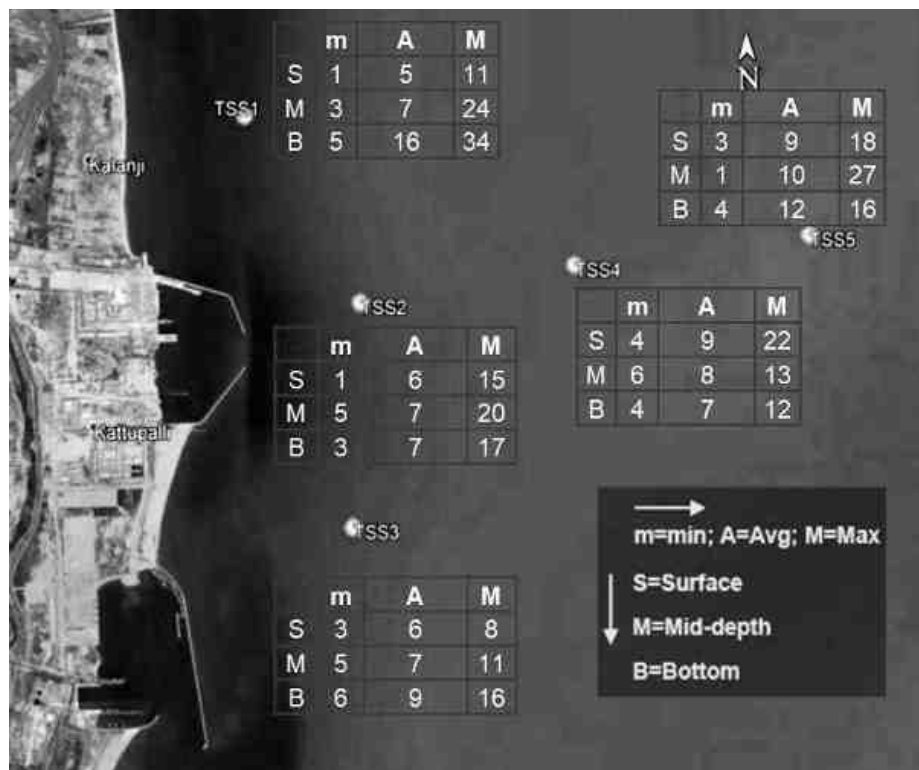 m A M
S 1 5 11
M 3 7 24
B 5 16 34
TSS1
Kalanji
N
m A M
S 3 9 18
M 1 10 27
B 4 12 16
TSS5
TSS4
m A M
S 4 9 22
M 6 8 13
B 4 7 12
TSS2
m A M
S 1 6 15
M 5 7 20
B 3 7 17
Kattupalli
TSS3
m A M
S 3 6 8
M 5 7 11
B 6 9 16
m=min; A=Avg; M=Max
S=Surface
M=Mid-depth
B=Bottom